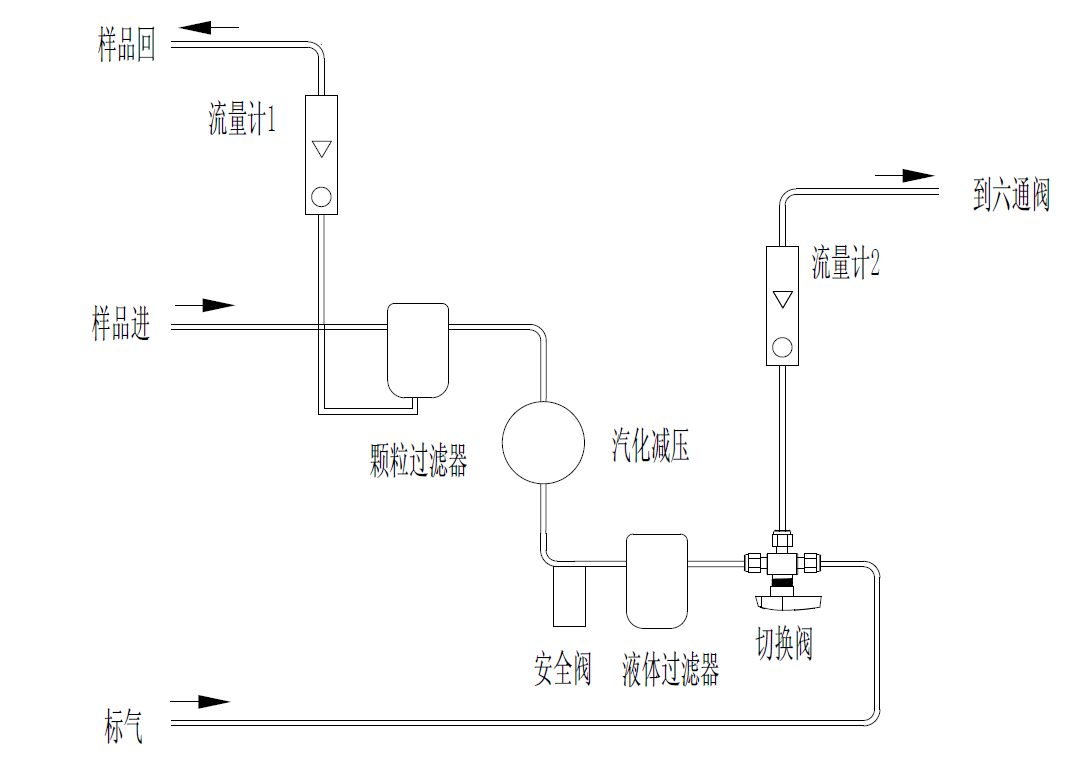 样品回
流量计1
到六通阀
流量计2
样品进
汽化减压
颗粒过滤器
切换阀
安全阀
液体过滤器
标气